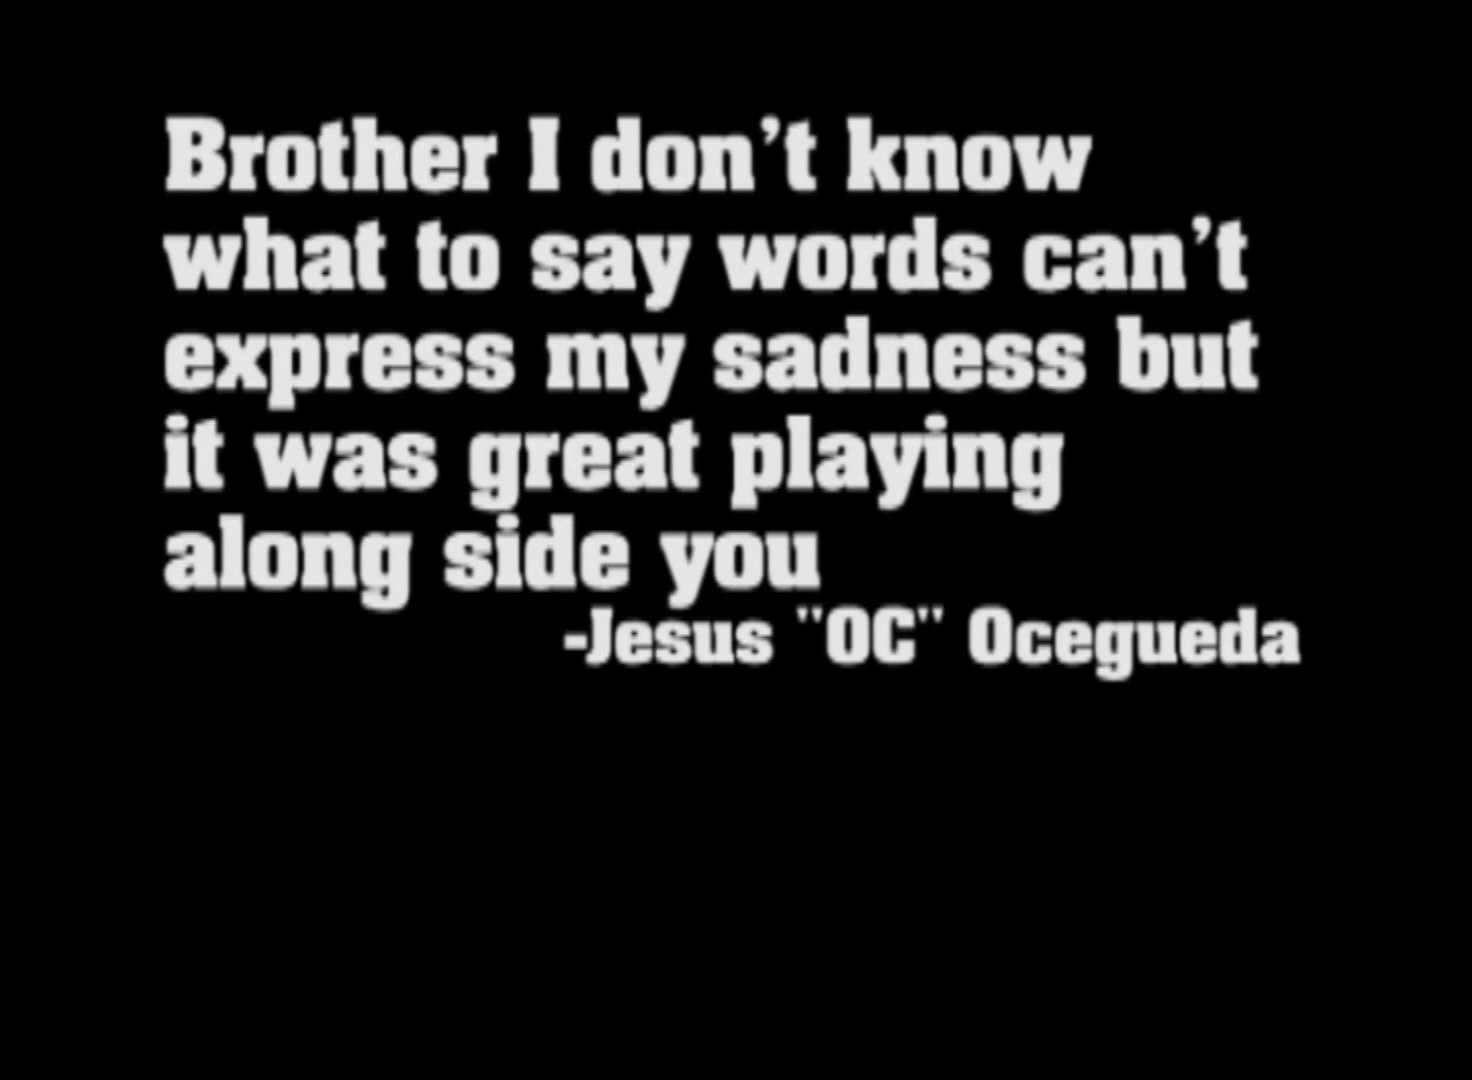 Brother I don't know
what to say words can't
express my sadness but
it was great playing
along side you
-Jesus "OC" Ocegueda